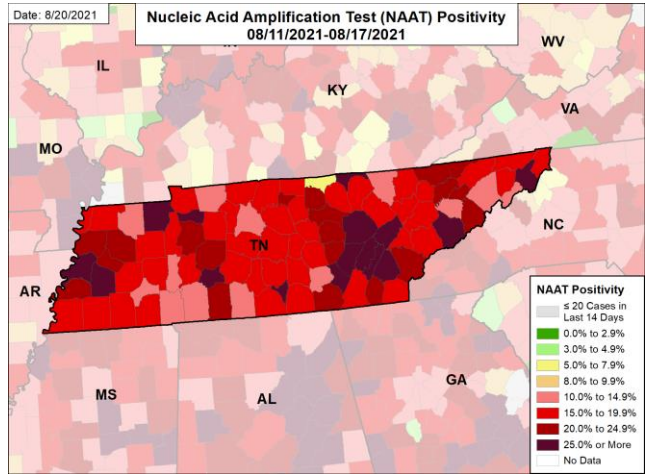 Date: 8/20/2021
Nucleic Acid Amplification Test (NAAT) Positivity
08/11/2021-08/17/2021
WV
IL
KY
VA
MO
TN
NC
AR
MS
AL
GA
NAAT Positivity
≤ 20 Cases in
Last 14 Days
0.0% to 2.9%
3.0% to 4.9%
5.0% to 7.9%
8.0% to 9.9%
10.0% to 14.9%
15.0% to 19.9%
20.0% to 24.9%
25.0% or More
No Data